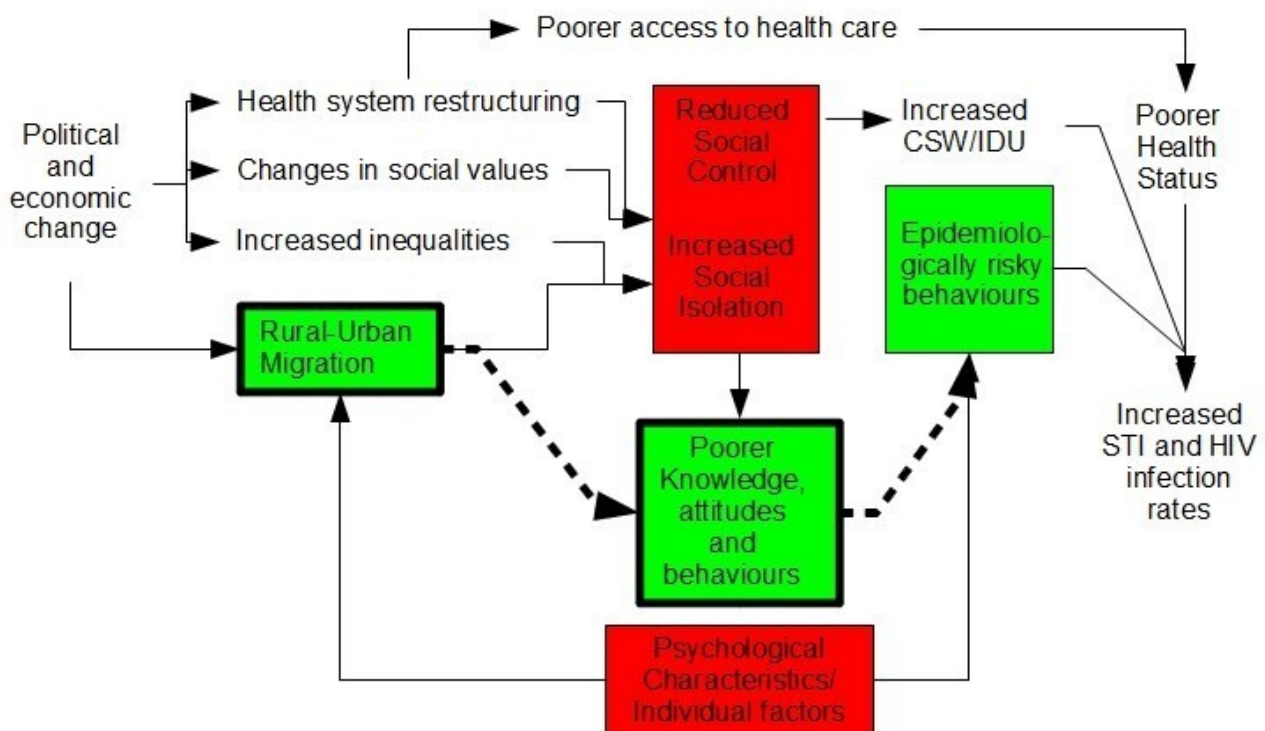 Poorer access to health care
Political
and
economic
change
Health system restructuring
Changes in social values
Increased inequalities
Rural-Urban
Migration
Reduced
Social
Control
Increased
Social
Isolation
Increased
CSW/IDU
Epidemiolo-
gically risky
behaviours
Poorer
Health
Status
Increased
STI and HIV
infection
rates
Poorer
Knowledge,
attitudes
and
behaviours
Psychological
Characteristics/
Individual factors